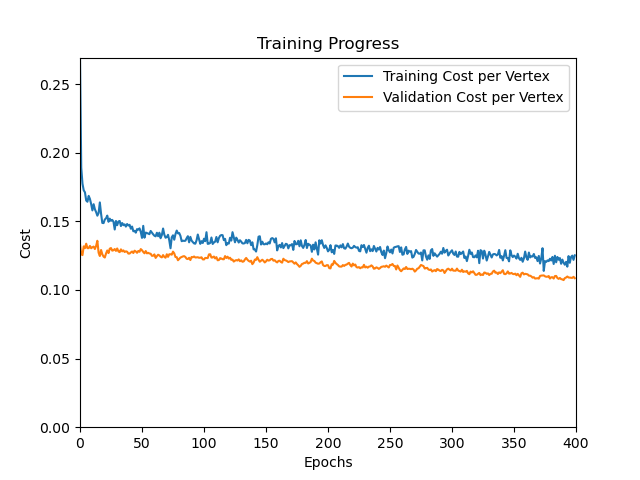 Training Progress
Training Cost per Vertex
Validation Cost per Vertex
Cost
0.25
0.20
0.15
0.10
0.05
0.00
0 50 100 150 200 250 300 350 400
Epochs